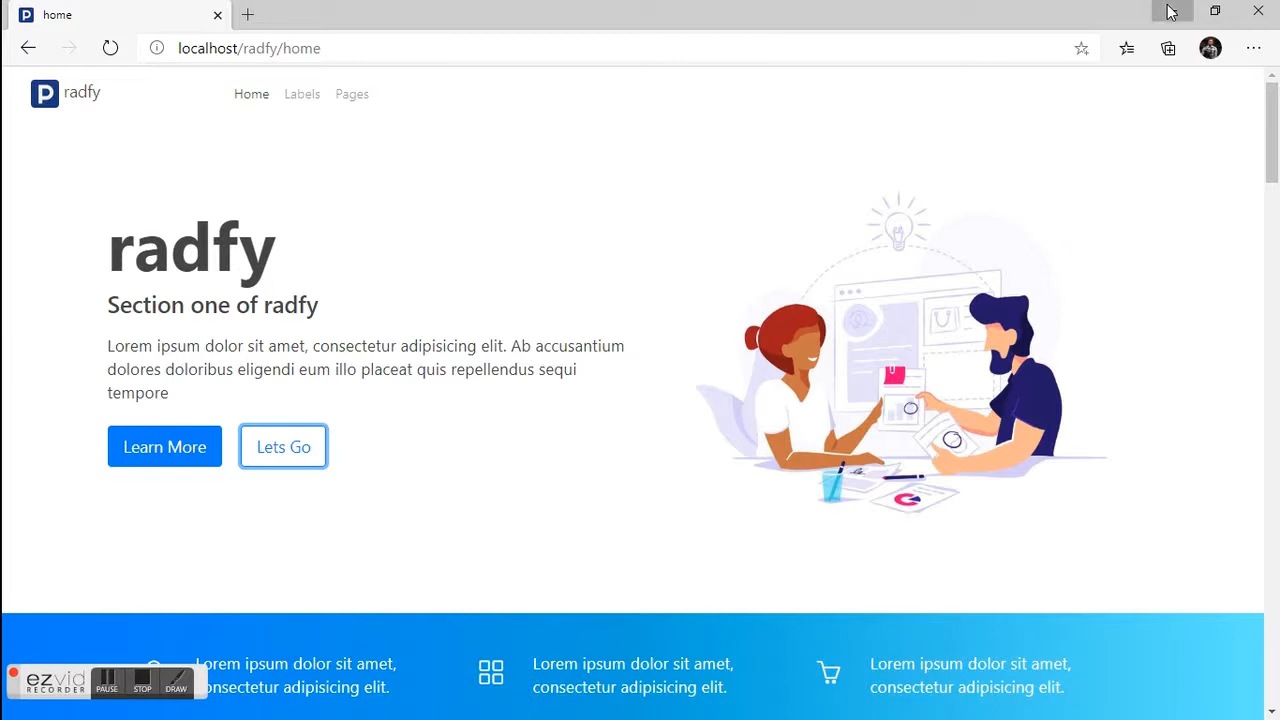 home
localhost/radfy/home
P radfy
Home Labels Pages
radfy
Section one of radfy
Lorem ipsum dolor sit amet, consectetur adipisicing elit. Ab accusantium
dolores doloribus eligendi eum illo placeat quis repellendus sequi
tempore
Learn More
Lets Go
Lorem ipsum dolor sit amet,
consectetur adipisicing elit.
Lorem ipsum dolor sit amet,
consectetur adipisicing elit.
Lorem ipsum dolor sit amet,
consectetur adipisicing elit.
ezvid
RECORDER
PAUSE STOP DRAW